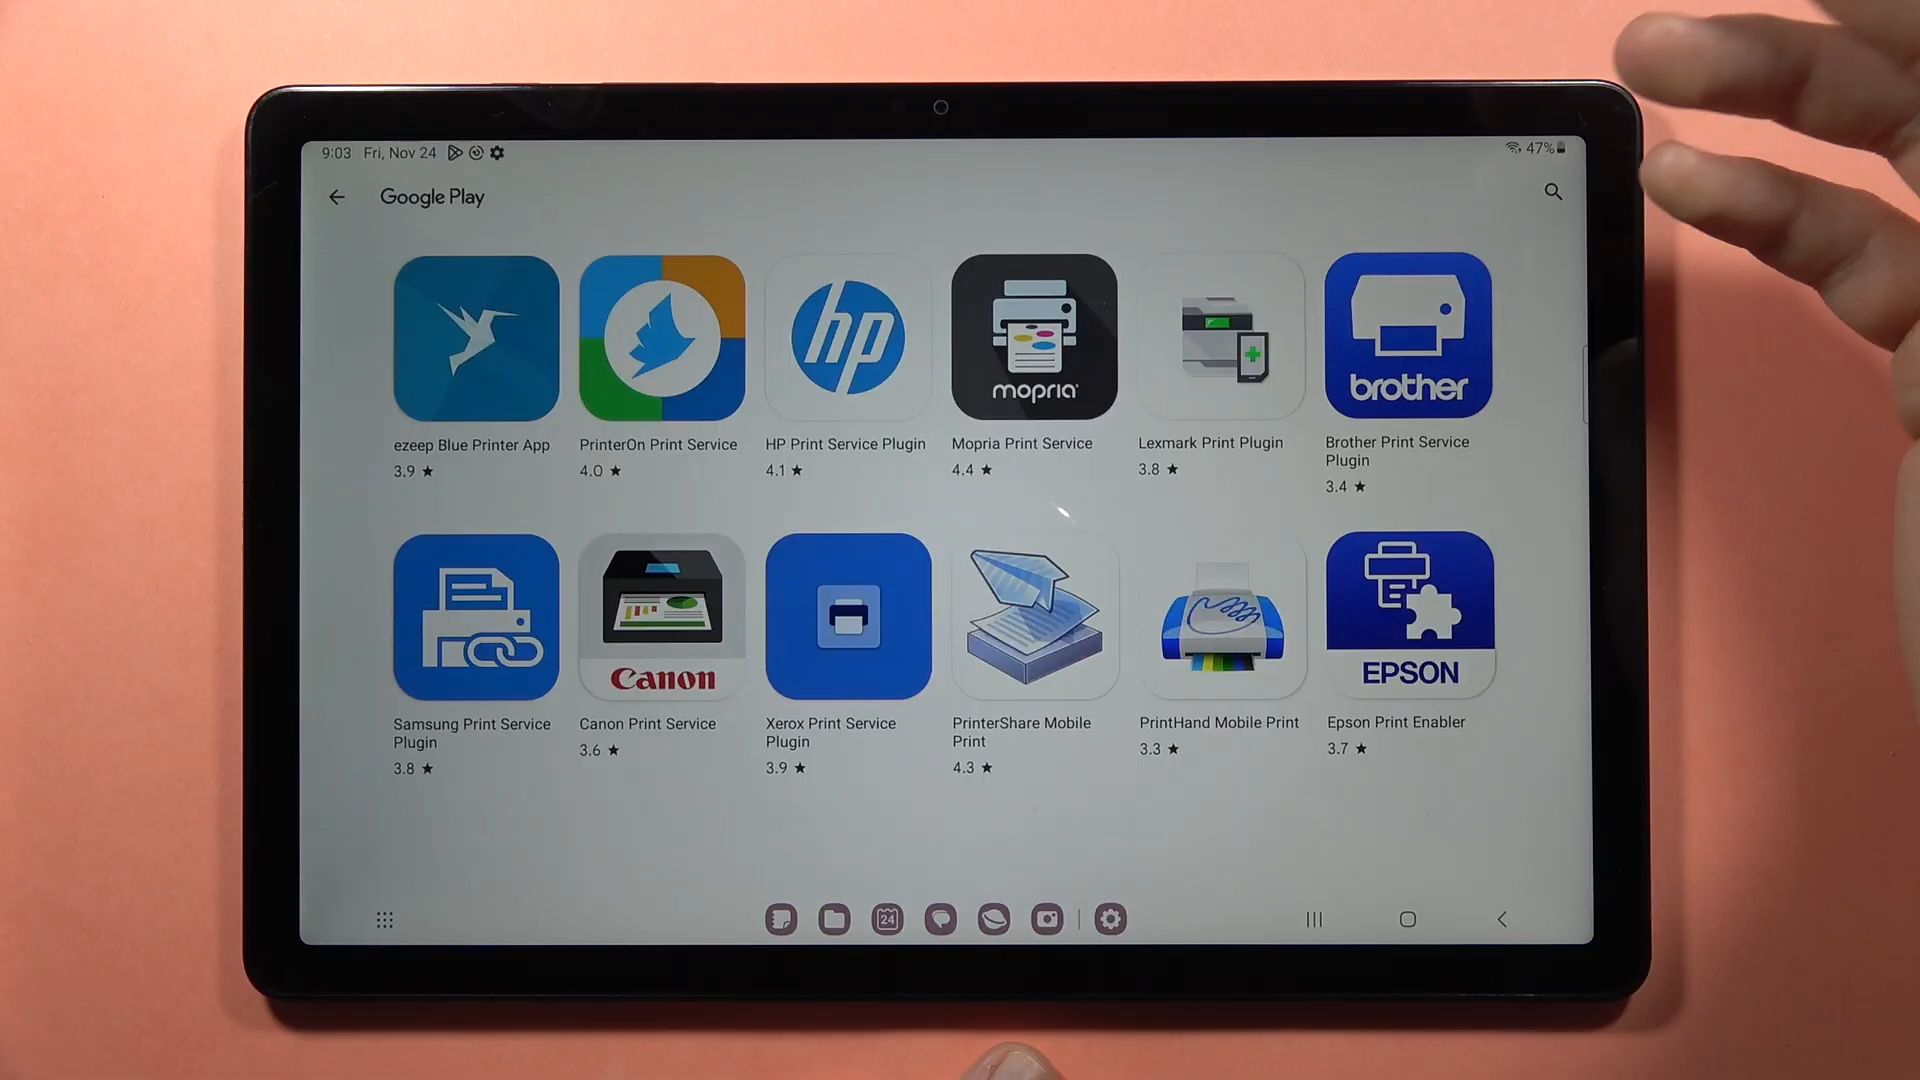 9:03 Fri, Nov 24
47%
Google Play
hp
mopria
brother
ezeep Blue Printer App
3.9 ★
PrinterOn Print Service
4.0 ★
HP Print Service Plugin
4.1 ★
Mopria Print Service
4.4 ★
Lexmark Print Plugin
3.8 ★
Brother Print Service
Plugin
3.4 ★
Canon
EPSON
Samsung Print Service
Plugin
3.8 ★
Canon Print Service
3.6 ★
Xerox Print Service
Plugin
3.9 ★
PrinterShare Mobile
Print
4.3 ★
PrintHand Mobile Print
3.3 ★
Epson Print Enabler
3.7 ★
24